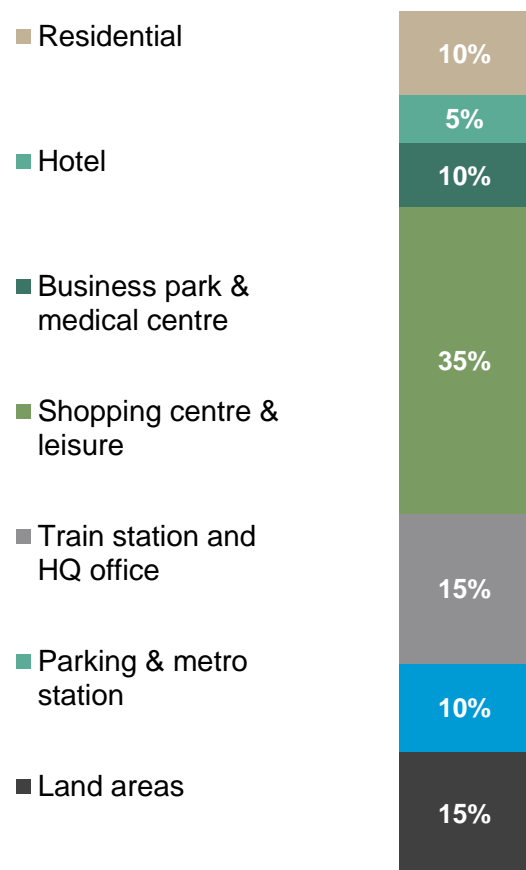 Residential
10%
5%
Hotel
10%
Business park &
medical centre
35%
Shopping centre &
leisure
Train station and
HQ office
15%
Parking & metro
station
10%
Land areas
15%